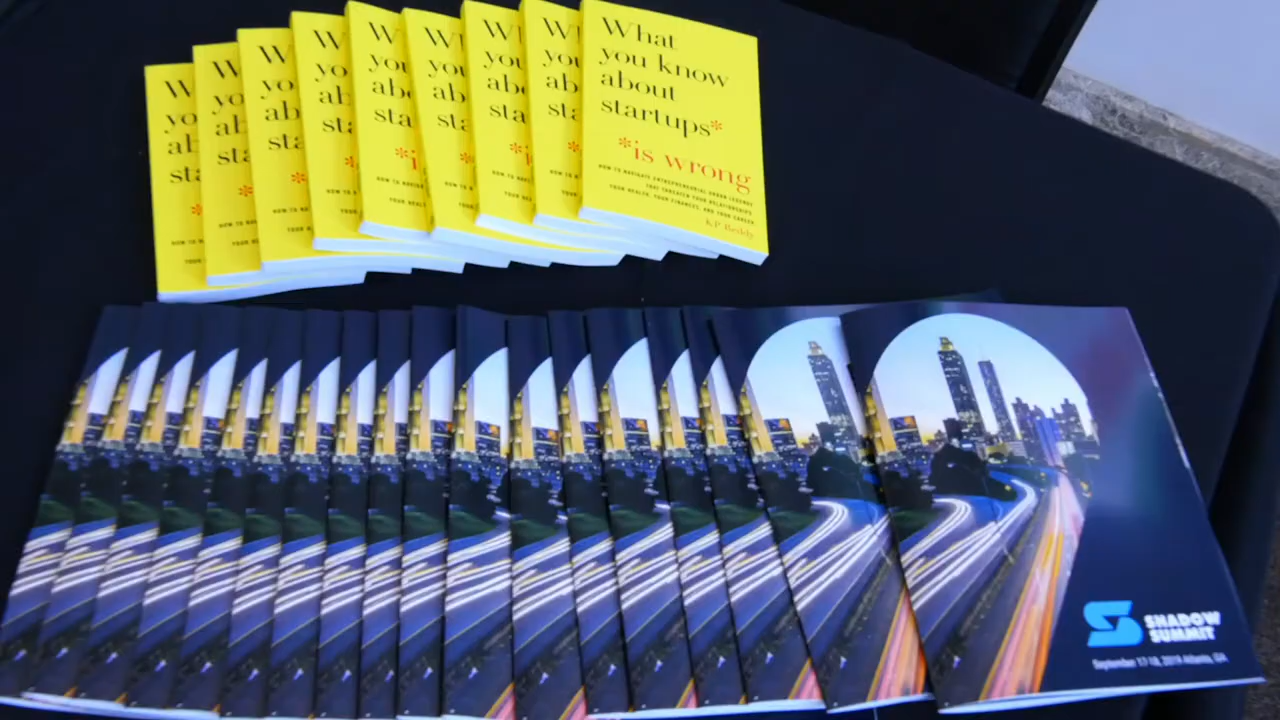 What
you know
about
startups*
*is wrong
HOW TO NAVIGATE ENTREPRENEURIAL URBAN LEGENDS
THAT THREATEN YOUR RELATIONSHIPS,
YOUR HEALTH, YOUR FINANCES, AND YOUR CAREER
KP Reddy
SHADOW
SUMMIT
September 17-18, 2019 Atlanta, GA